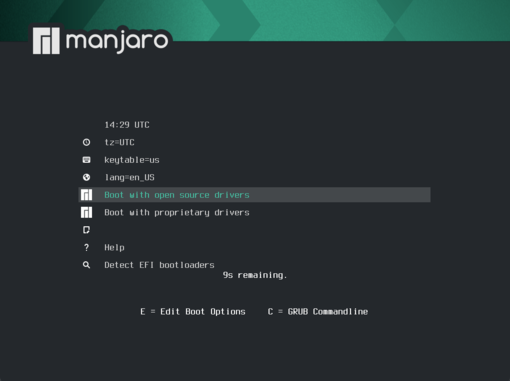 manjaro
14:29 UTC
tz=UTC
keytable=us
lang=en_US
Boot with open source drivers
Boot with proprietary drivers
? Help
Detect EFI bootloaders
9s remaining.
E = Edit Boot Options C = GRUB Commandline